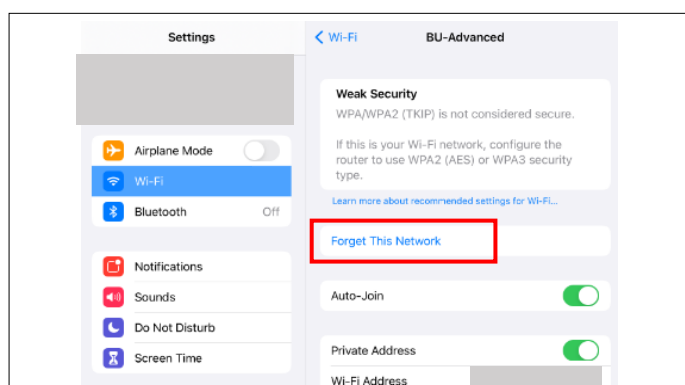 Settings
Airplane Mode
Wi-Fi
Bluetooth Off
Notifications
Sounds
Do Not Disturb
Screen Time
Wi-Fi BU-Advanced
Weak Security
WPA/WPA2 (TKIP) is not considered secure.
If this is your Wi-Fi network, configure the
router to use WPA2 (AES) or WPA3 security
type.
Learn more about recommended settings for Wi-Fi...
Forget This Network
Auto-Join
Private Address
Wi-Fi Address